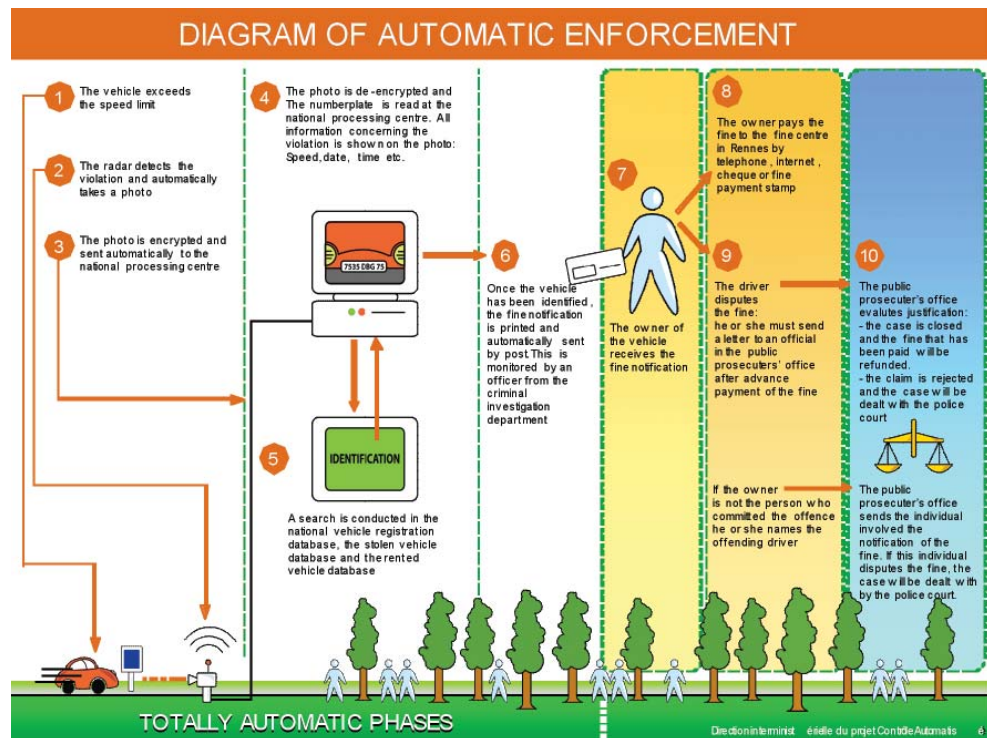 DIAGRAM OF AUTOMATIC ENFORCEMENT
1
The vehicle exceeds
the speed limit
2
The radar detects the
violation and automatically
takes a photo
3
The photo is encrypted and
sent automatically to the
national processing centre
4
The photo is de-encrypted and
The numberplate is read at the
national processing centre. All
information concerning the
violation is shown on the photo:
Speed, date, time etc.
7535 DBG 75
5
IDENTIFICATION
A search is conducted in the
national vehicle registration
database, the stolen vehicle
database and the rented
vehicle database
6
Once the vehicle
has been identified,
the fine notification
is printed and
automatically sent
by post. This is
monitored by an
officer from the
criminal
investigation
department
7
The owner of
the vehicle
receives the
fine notification
8
The owner pays the
fine to the fine centre
in Rennes by
telephone, internet,
cheque or fine
payment stamp
9
The driver
disputes
the fine:
he or she must send
a letter to an official
in the public
prosecuters' office
after advance
payment of the fine
If the owner
is not the person who
committed the offence
he or she names the
offending driver
10
The public
prosecuter's office
evalutes justification:
- the case is closed
and the fine that has
been paid will be
refunded.
- the claim is rejected
and the case will be
dealt with the police
court
The public
prosecuter's office
sends the individual
involved the
notification of the
fine. If this individual
disputes the fine, the
case will be dealt with
by the police court.
TOTALLY AUTOMATIC PHASES
Direction interminist érielle du projet Contrôle Automatis é